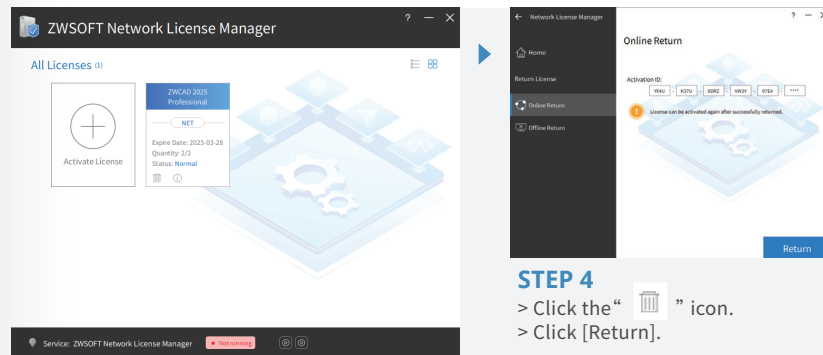 ZWSOFT Network License Manager
? — ×
All Licenses (1)
Activate License
ZWCAD 2025
Professional
NET
Expire Date: 2025-03-28
Quantity: 2/2
Status: Normal
Service: ZWSOFT Network License Manager
Not running
← Network License Manager
? —
Home
Return License
Online Return
Offline Return
Online Return
Activation ID:
- K37U - - VW3Y - 97EA - ****
License can be activated again after successfully returned.
Return
STEP 4
> Click the“ ” icon.
> Click [Return].